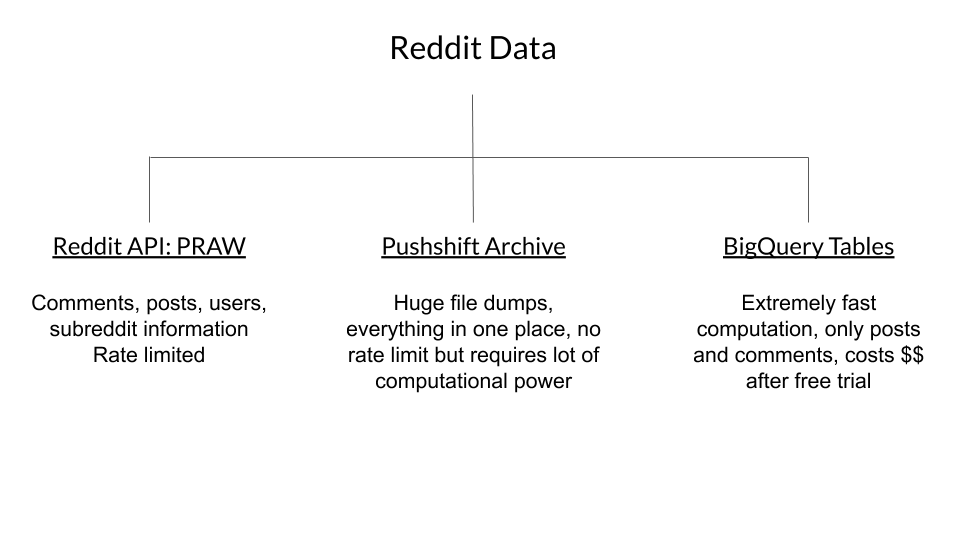 Reddit Data
Reddit API: PRAW
Comments, posts, users,
subreddit information
Rate limited
Pushshift Archive
Huge file dumps,
everything in one place, no
rate limit but requires lot of
computational power
BigQuery Tables
Extremely fast
computation, only posts
and comments, costs $$
after free trial